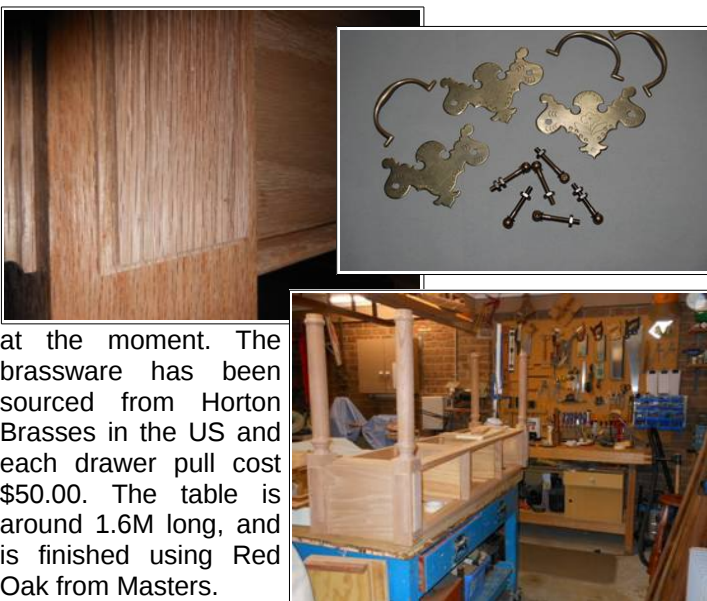 at the moment. The
brassware has been
sourced from Horton
Brasses in the US and
each drawer pull cost
$50.00. The table is
around 1.6M long, and
is finished using Red
Oak from Masters.